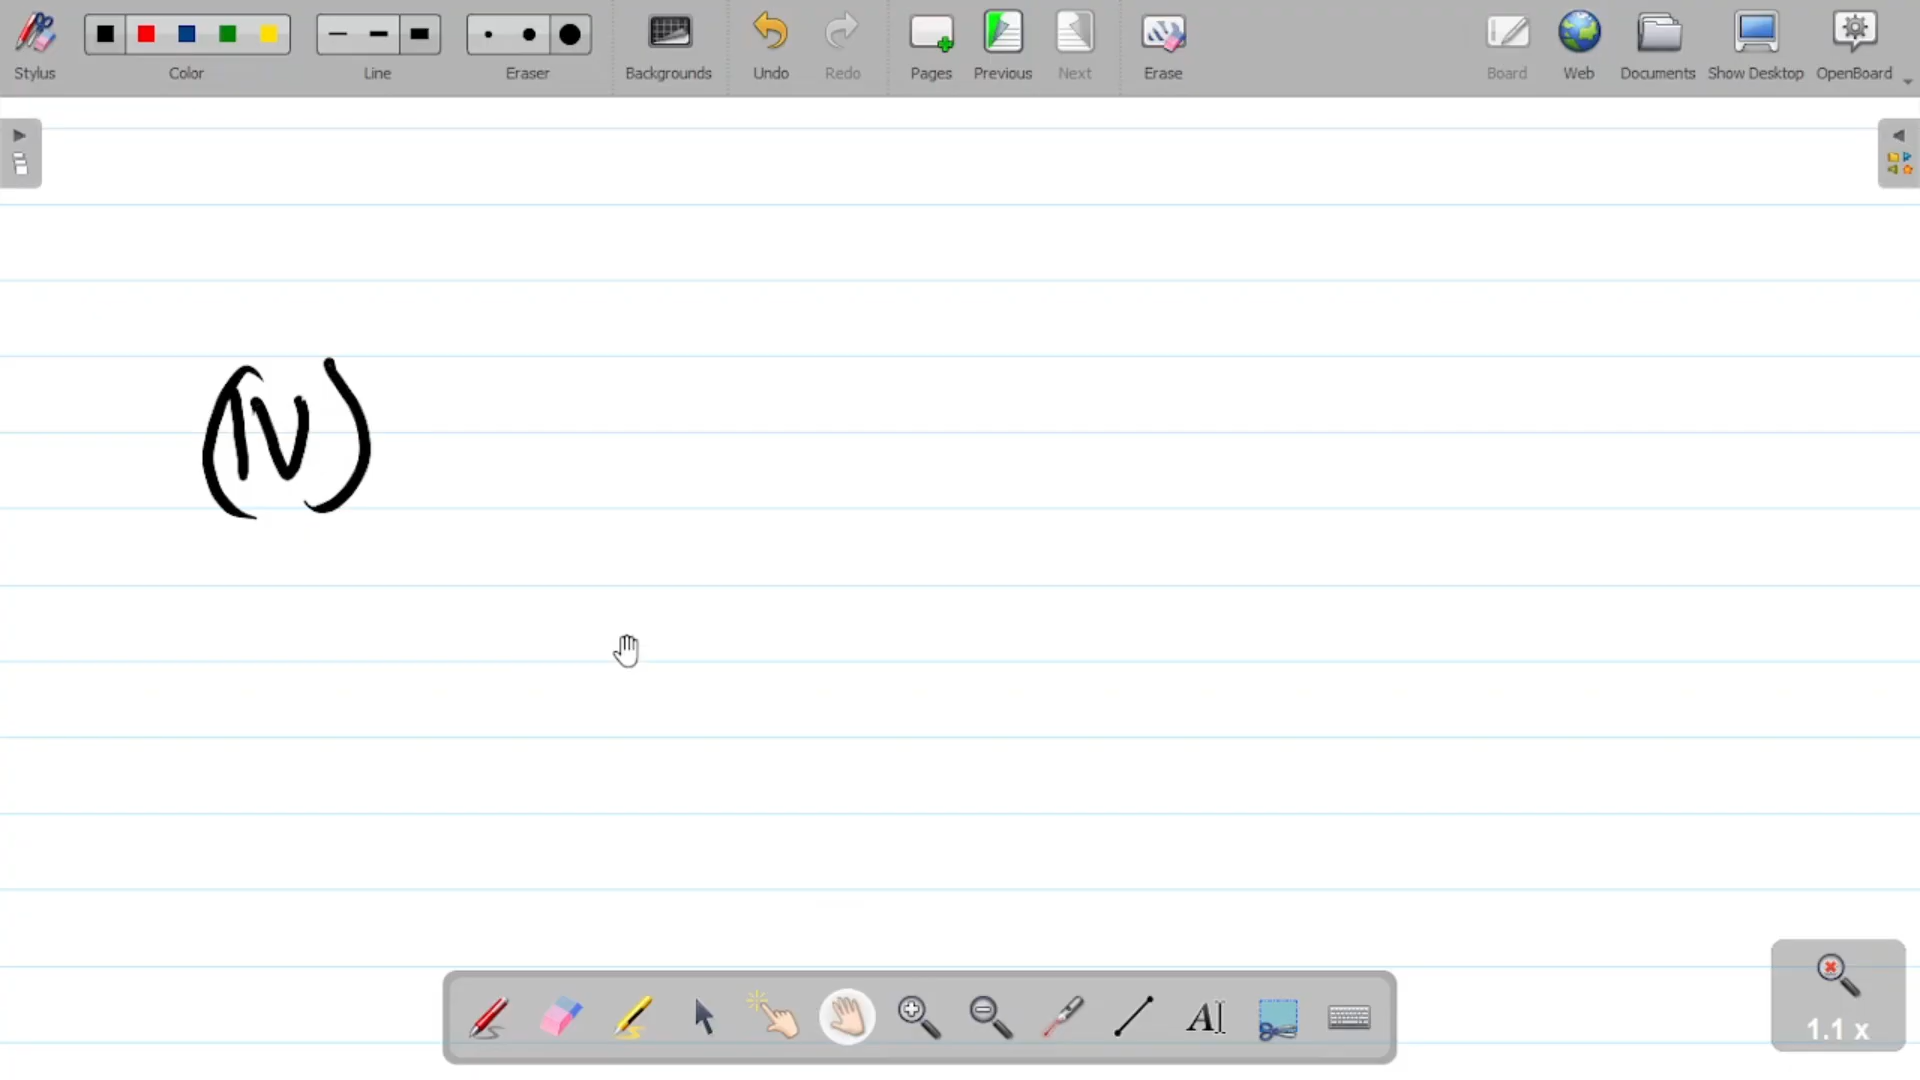 Stylus Color Line Eraser Backgrounds Undo Redo Pages Previous Next Erase Board Web Documents Show Desktop OpenBoard
(IV)
1.1 x